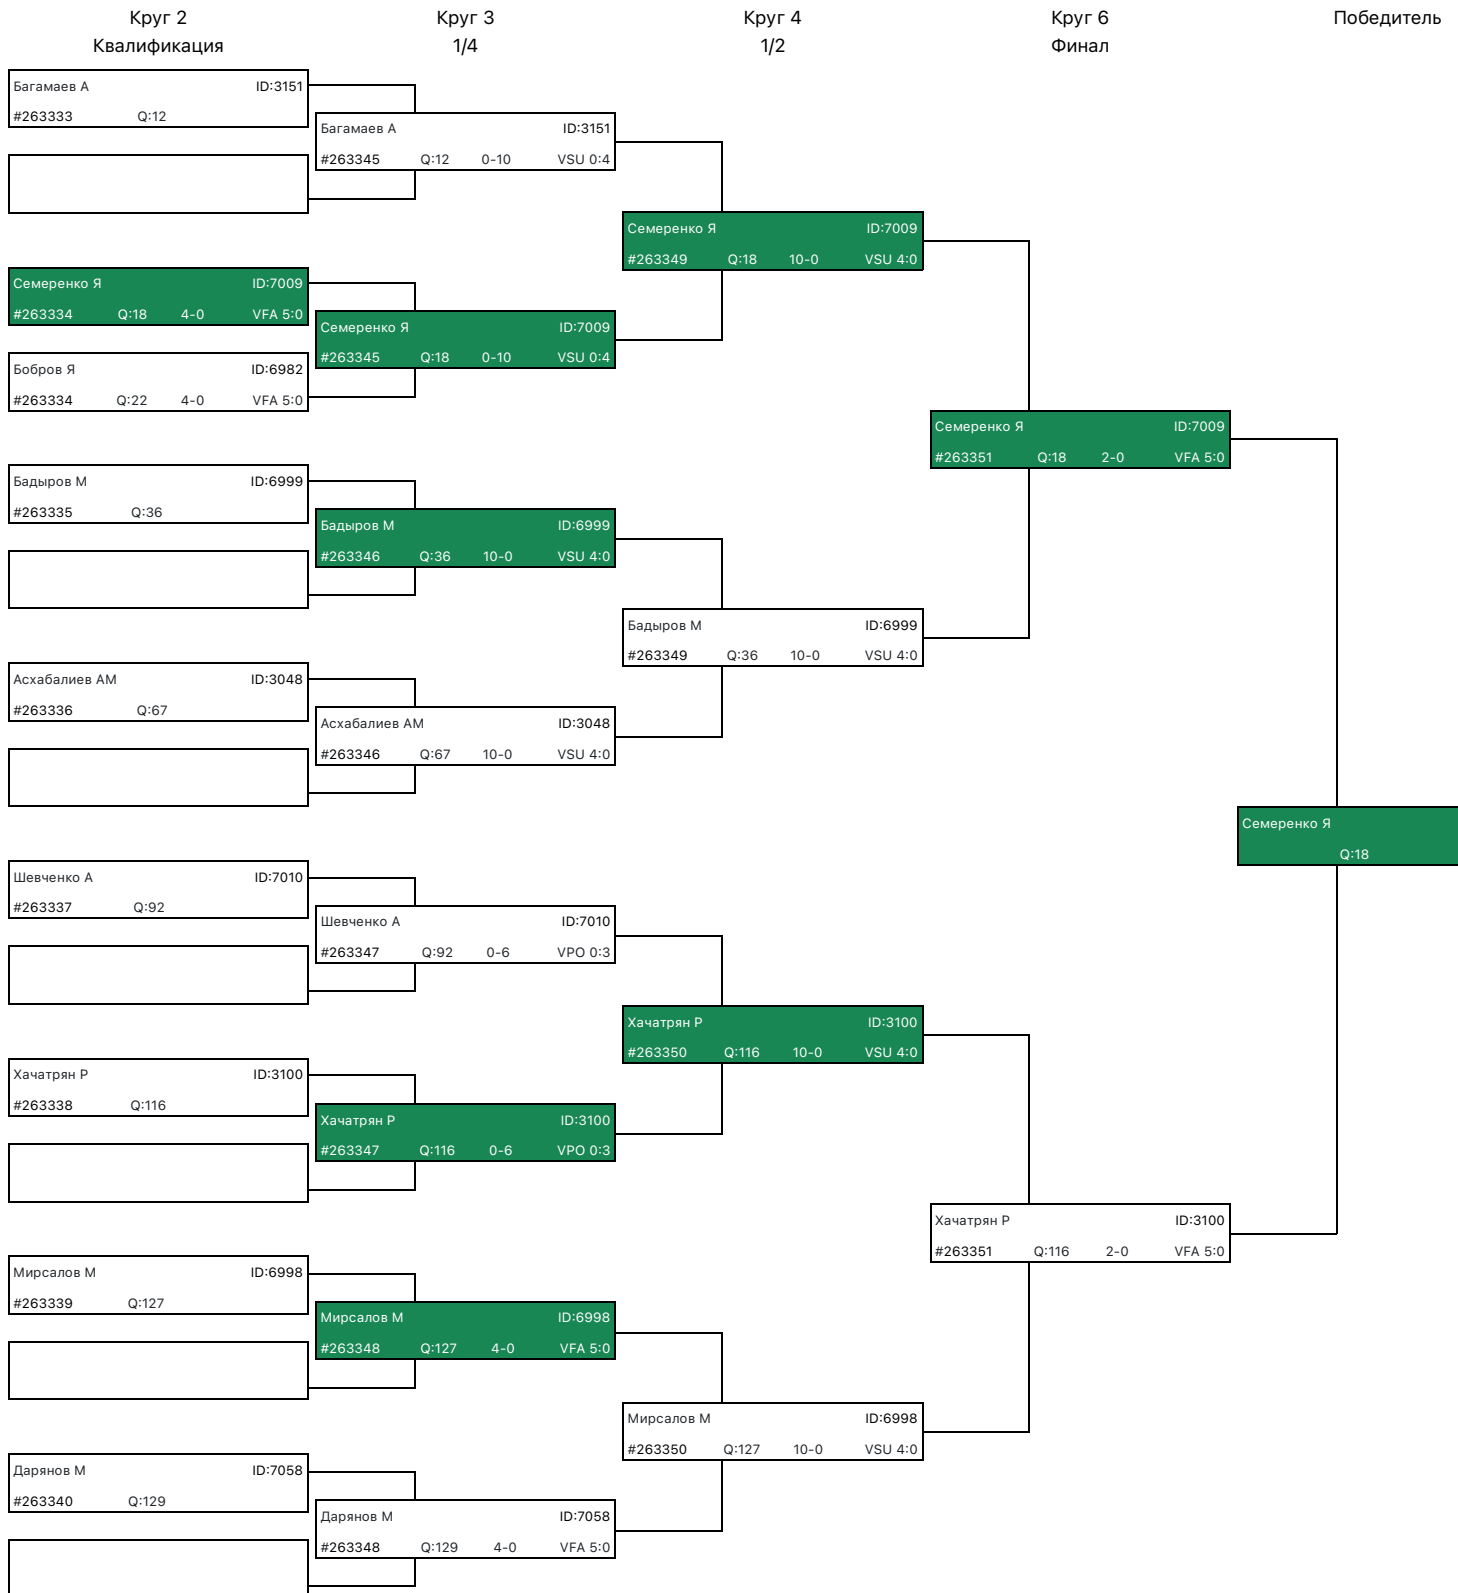 Круг 2
Квалификация
Круг 3
1/4
Круг 4
1/2
Круг 6
Финал
Победитель
Багамаев А ID:3151
#263333 Q:12
Семеренко Я ID:7009
#263334 Q:18 4-0 VFA 5:0
Бобров Я ID:6982
#263334 Q:22 4-0 VFA 5:0
Бадыров М ID:6999
#263335 Q:36
Асхабалиев АМ ID:3048
#263336 Q:67
Шевченко А ID:7010
#263337 Q:92
Хачатрян Р ID:3100
#263338 Q:116
Мирсалов М ID:6998
#263339 Q:127
Дарянов М ID:7058
#263340 Q:129
Багамаев А ID:3151
#263345 Q:12 0-10 VSU 0:4
Семеренко Я ID:7009
#263345 Q:18 0-10 VSU 0:4
Бадыров М ID:6999
#263346 Q:36 10-0 VSU 4:0
Асхабалиев АМ ID:3048
#263346 Q:67 10-0 VSU 4:0
Шевченко А ID:7010
#263347 Q:92 0-6 VPO 0:3
Хачатрян Р ID:3100
#263347 Q:116 0-6 VPO 0:3
Мирсалов М ID:6998
#263348 Q:127 4-0 VFA 5:0
Дарянов М ID:7058
#263348 Q:129 4-0 VFA 5:0
Семеренко Я ID:7009
#263349 Q:18 10-0 VSU 4:0
Бадыров М ID:6999
#263349 Q:36 10-0 VSU 4:0
Хачатрян Р ID:3100
#263350 Q:116 10-0 VSU 4:0
Мирсалов М ID:6998
#263350 Q:127 10-0 VSU 4:0
Семеренко Я ID:7009
#263351 Q:18 2-0 VFA 5:0
Хачатрян Р ID:3100
#263351 Q:116 2-0 VFA 5:0
Семеренко Я
Q:18